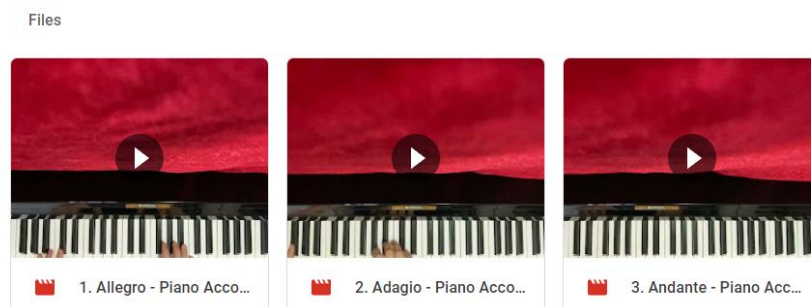 Files
1. Allegro - Piano Acco...
2. Adagio - Piano Acco...
3. Andante - Piano Acc...